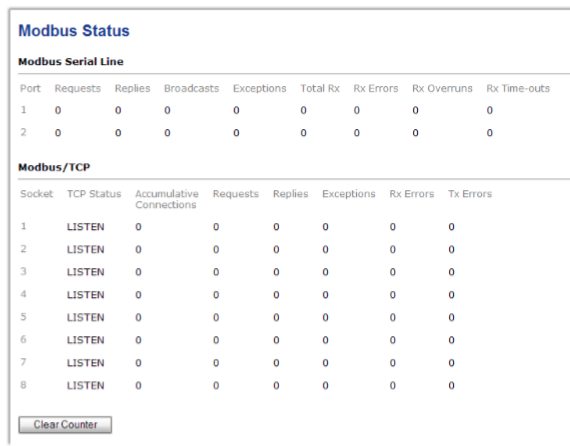 Modbus Status
Modbus Serial Line
Port Requests Replies Broadcasts Exceptions Total Rx Rx Errors Rx Overruns Rx Time-outs
1 0 0 0 0 0 0 0 0
2 0 0 0 0 0 0 0 0
Modbus/TCP
Socket TCP Status Accumulative Connections Requests Replies Exceptions Rx Errors Tx Errors
1 LISTEN 0 0 0 0 0 0
2 LISTEN 0 0 0 0 0 0
3 LISTEN 0 0 0 0 0 0
4 LISTEN 0 0 0 0 0 0
5 LISTEN 0 0 0 0 0 0
6 LISTEN 0 0 0 0 0 0
7 LISTEN 0 0 0 0 0 0
8 LISTEN 0 0 0 0 0 0
Clear Counter